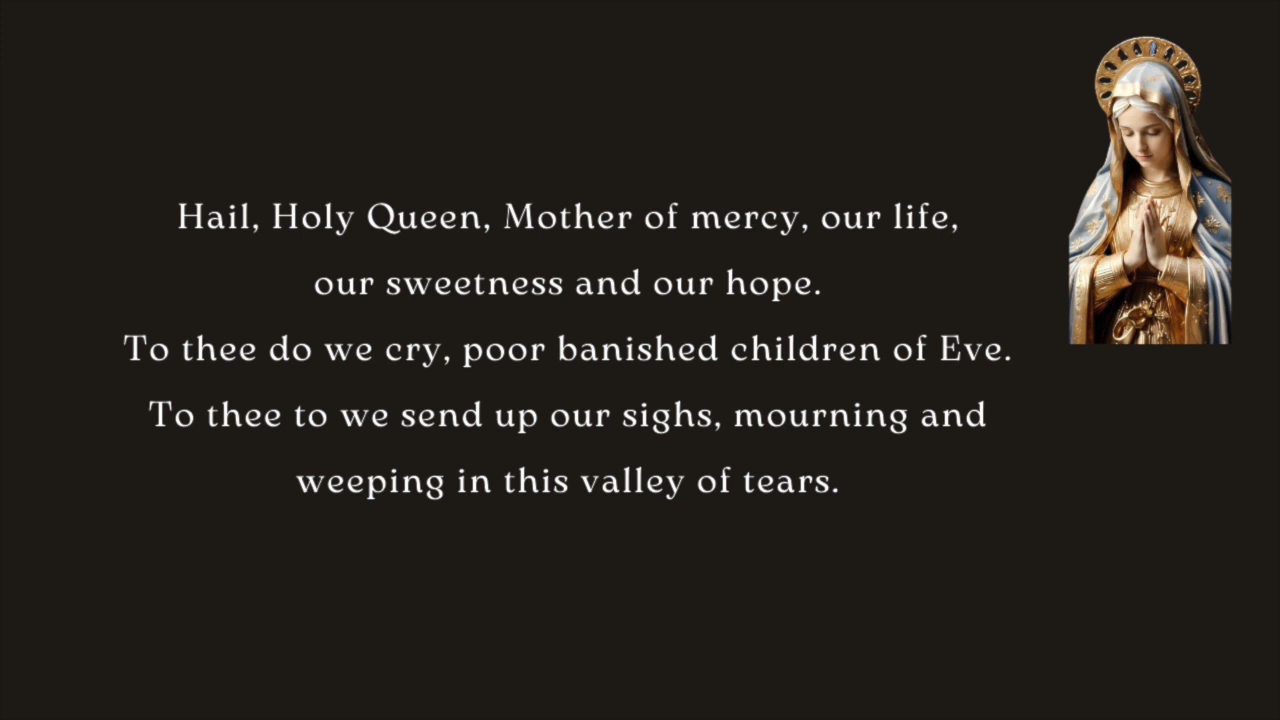 Hail, Holy Queen, Mother of mercy, our life,
our sweetness and our hope.
To thee do we cry, poor banished children of Eve.
To thee to we send up our sighs, mourning and
weeping in this valley of tears.